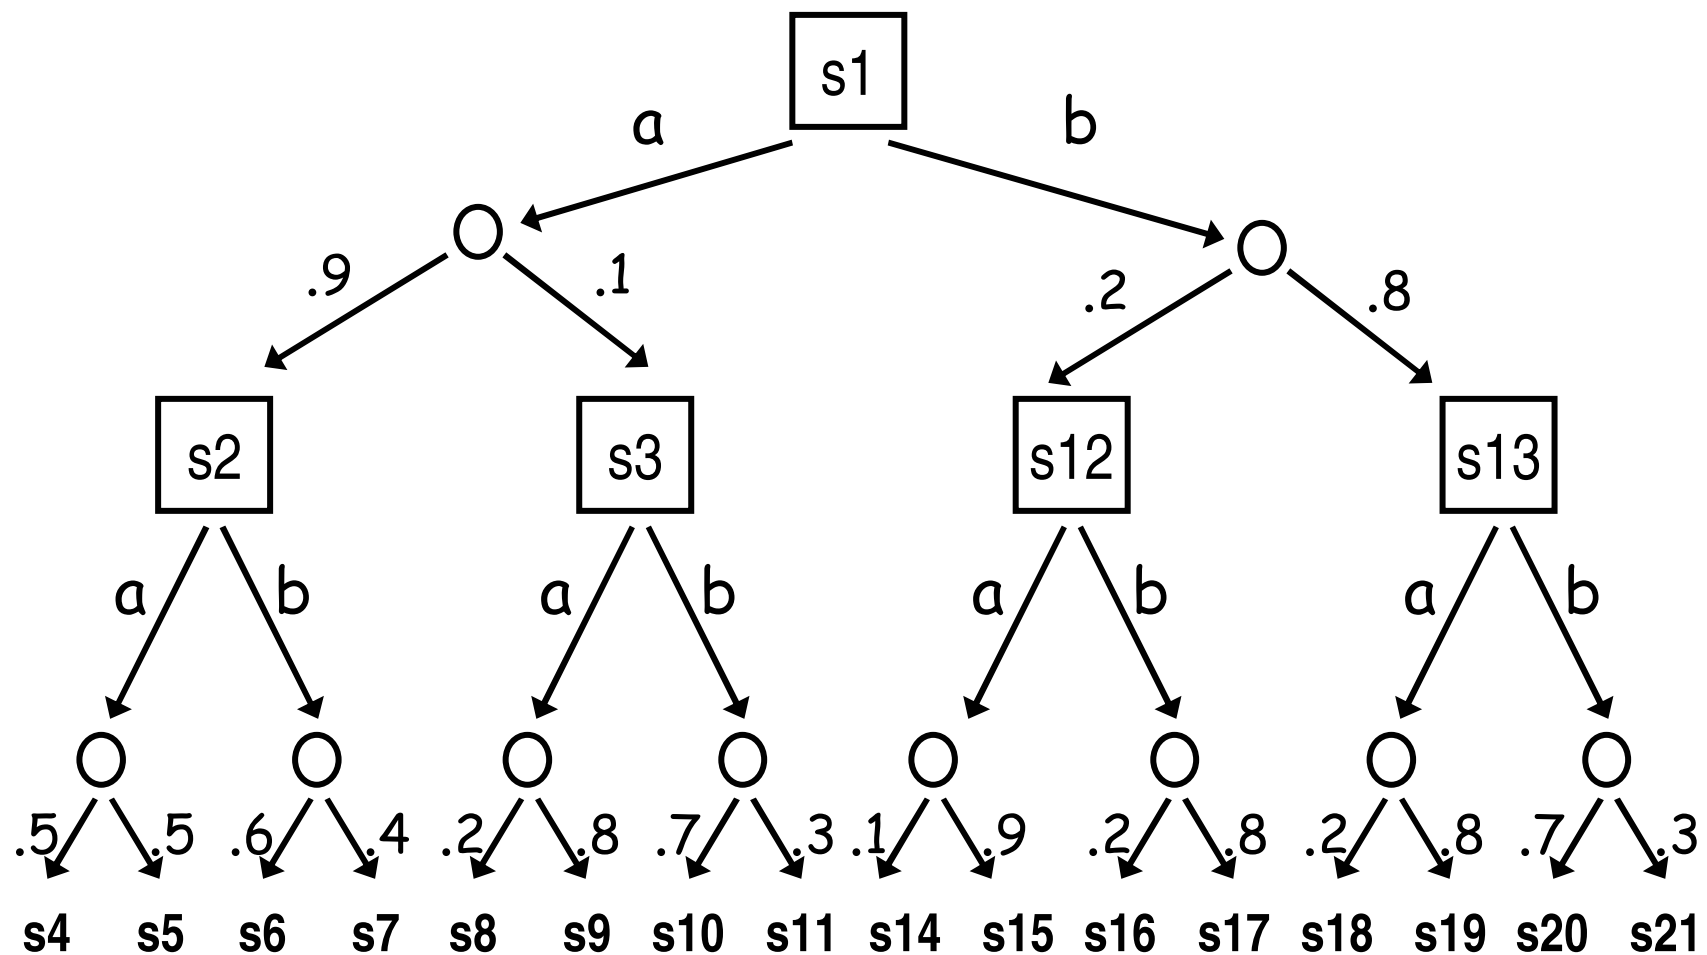 s1
a b
.9 .1 .2 .8
s2 s3 s12 s13
a b a b a b a b
.5 .5 .6 .4 .2 .8 .7 .3 .1 .9 .2 .8 .2 .8 .7 .3
s4 s5 s6 s7 s8 s9 s10 s11 s14 s15 s16 s17 s18 s19 s20 s21